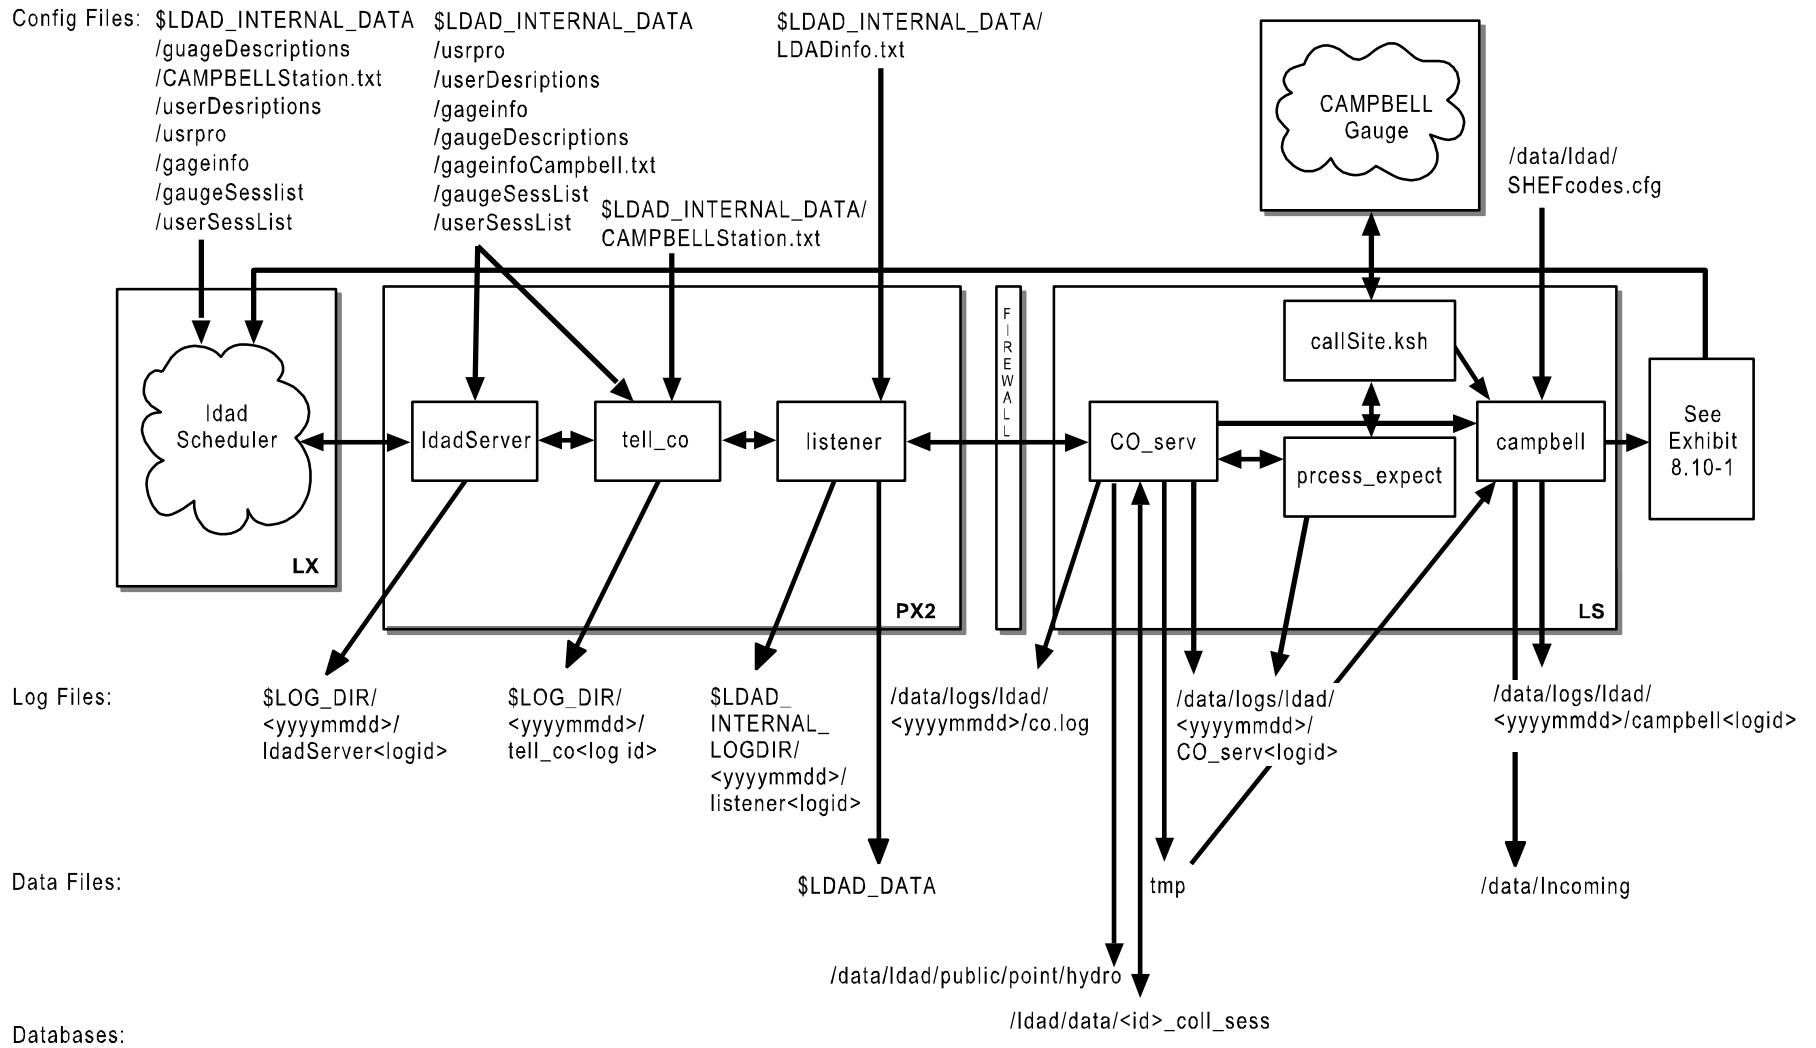 Config Files:
$LDAD_INTERNAL_DATA
/guageDescriptions
/CAMPBELLStation.txt
/userDesriptions
/usrpro
/gageinfo
/gaugeSesslist
/userSessList
$LDAD_INTERNAL_DATA
/usrpro
/userDesriptions
/gageinfo
/gaugeDescriptions
/gageinfoCampbell.txt
/gaugeSessList
/userSessList
$LDAD_INTERNAL_DATA/
CAMPBELLStation.txt
$LDAD_INTERNAL_DATA/
LDADinfo.txt
CAMPBELL
Gauge
/data/ldad/
SHEFcodes.cfg
ldad
Scheduler
LX
ldadServer
tell_co
listener
PX2
FIREWALL
CO_serv
callSite.ksh
prcess_expect
campbell
LS
See
Exhibit
8.10-1
Log Files:
$LOG_DIR/
<yyyymmdd>/
ldadServer<logid>
$LOG_DIR/
<yyyymmdd>/
tell_co<log id>
$LDAD_
INTERNAL_
LOGDIR/
<yyyymmdd>/
listener<logid>
/data/logs/ldad/
<yyyymmdd>/co.log
/data/logs/ldad/
<yyyymmdd>/
CO_serv<logid>
/data/logs/ldad/
<yyyymmdd>/campbell<logid>
Data Files:
$LDAD_DATA
tmp
/data/Incoming
/data/ldad/public/point/hydro
/ldad/data/<id>_coll_sess
Databases: